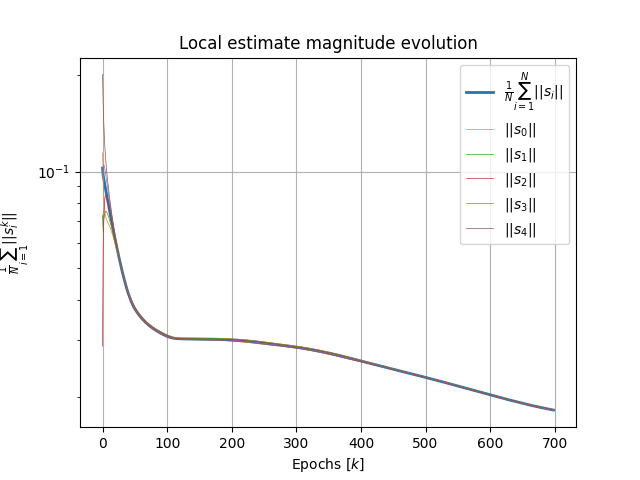 Local estimate magnitude evolution
$\frac{1}{N}\sum_{i=1}^{N}||s_i||$
$||s_0||$
$||s_1||$
$||s_2||$
$||s_3||$
$||s_4||$
$10^{-1}$
$\frac{1}{N}\sum_{i=1}||s_i^k||$
0 100 200 300 400 500 600 700
Epochs [$k$]